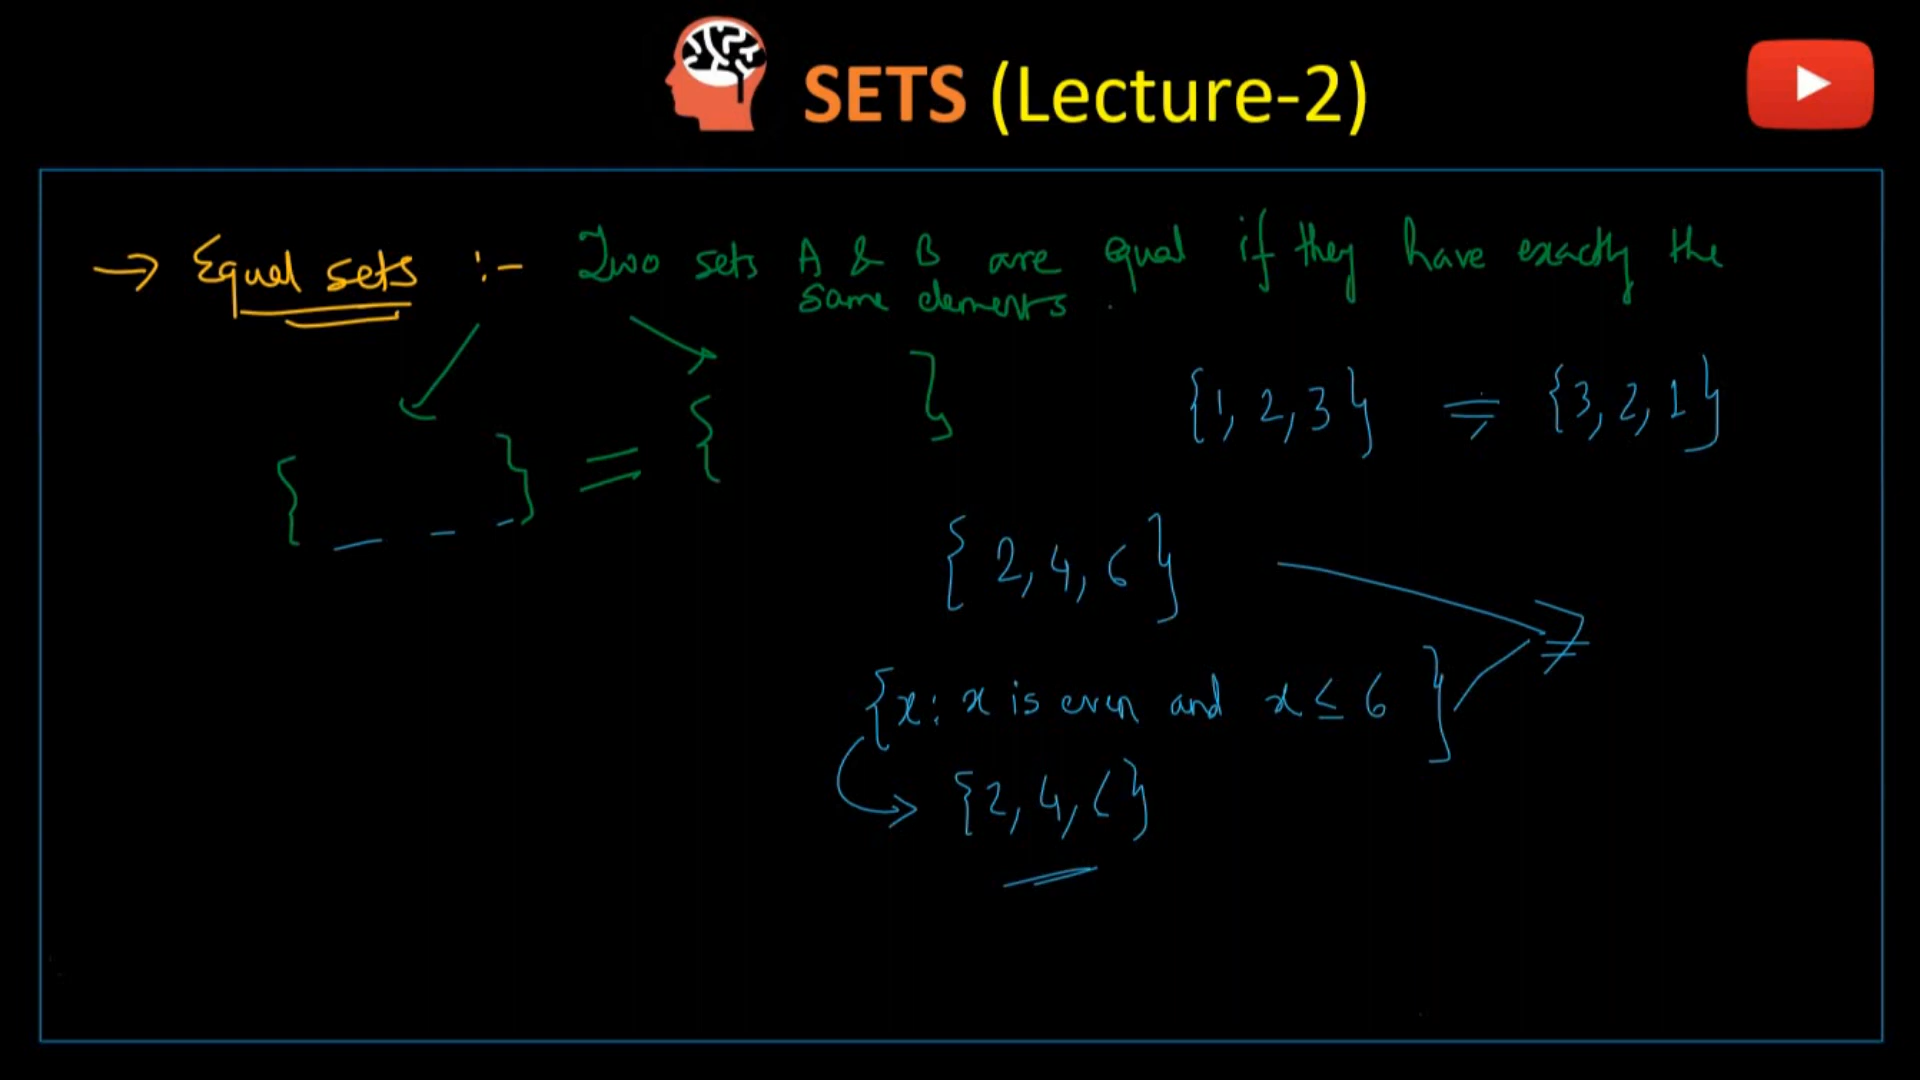 SETS (Lecture-2)
→ Equal sets :- Two sets A & B are equal if they have exactly the
same elements.
{ } = { }
{1, 2, 3} = {3, 2, 1}
{2, 4, 6}
{x: x is even and x ≤ 6} =
→ {2, 4, 6}